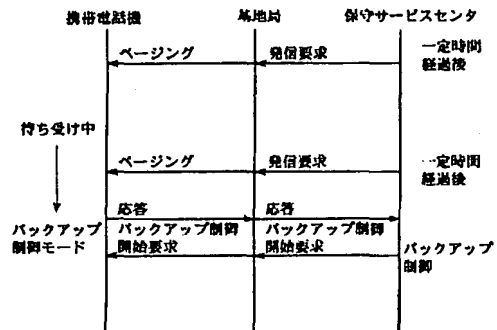 携帯電話機 基地局 保守サービスセンタ
ページング 発信要求 一定時間
経過後
待ち受け中
ページング 発信要求 一定時間
経過後
応答 応答
バックアップ
制御モード
バックアップ制御
開始要求
バックアップ制御
開始要求
バックアップ
制御